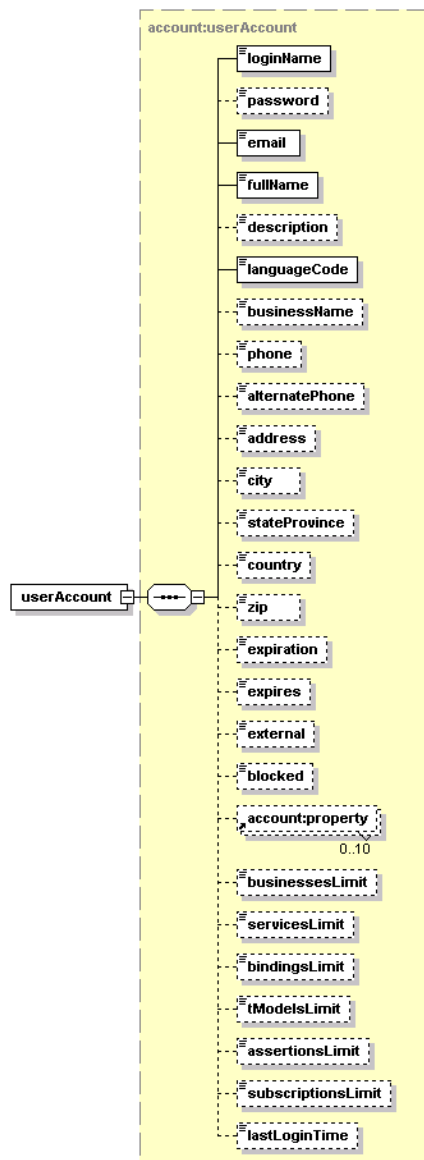 account:userAccount
loginName
password
email
fullName
description
languageCode
businessName
phone
alternatePhone
address
city
stateProvince
country
userAccount
zip
expiration
expires
external
blocked
account:property
0..10
businessesLimit
servicesLimit
bindingsLimit
tModelsLimit
assertionsLimit
subscriptionsLimit
lastLoginTime